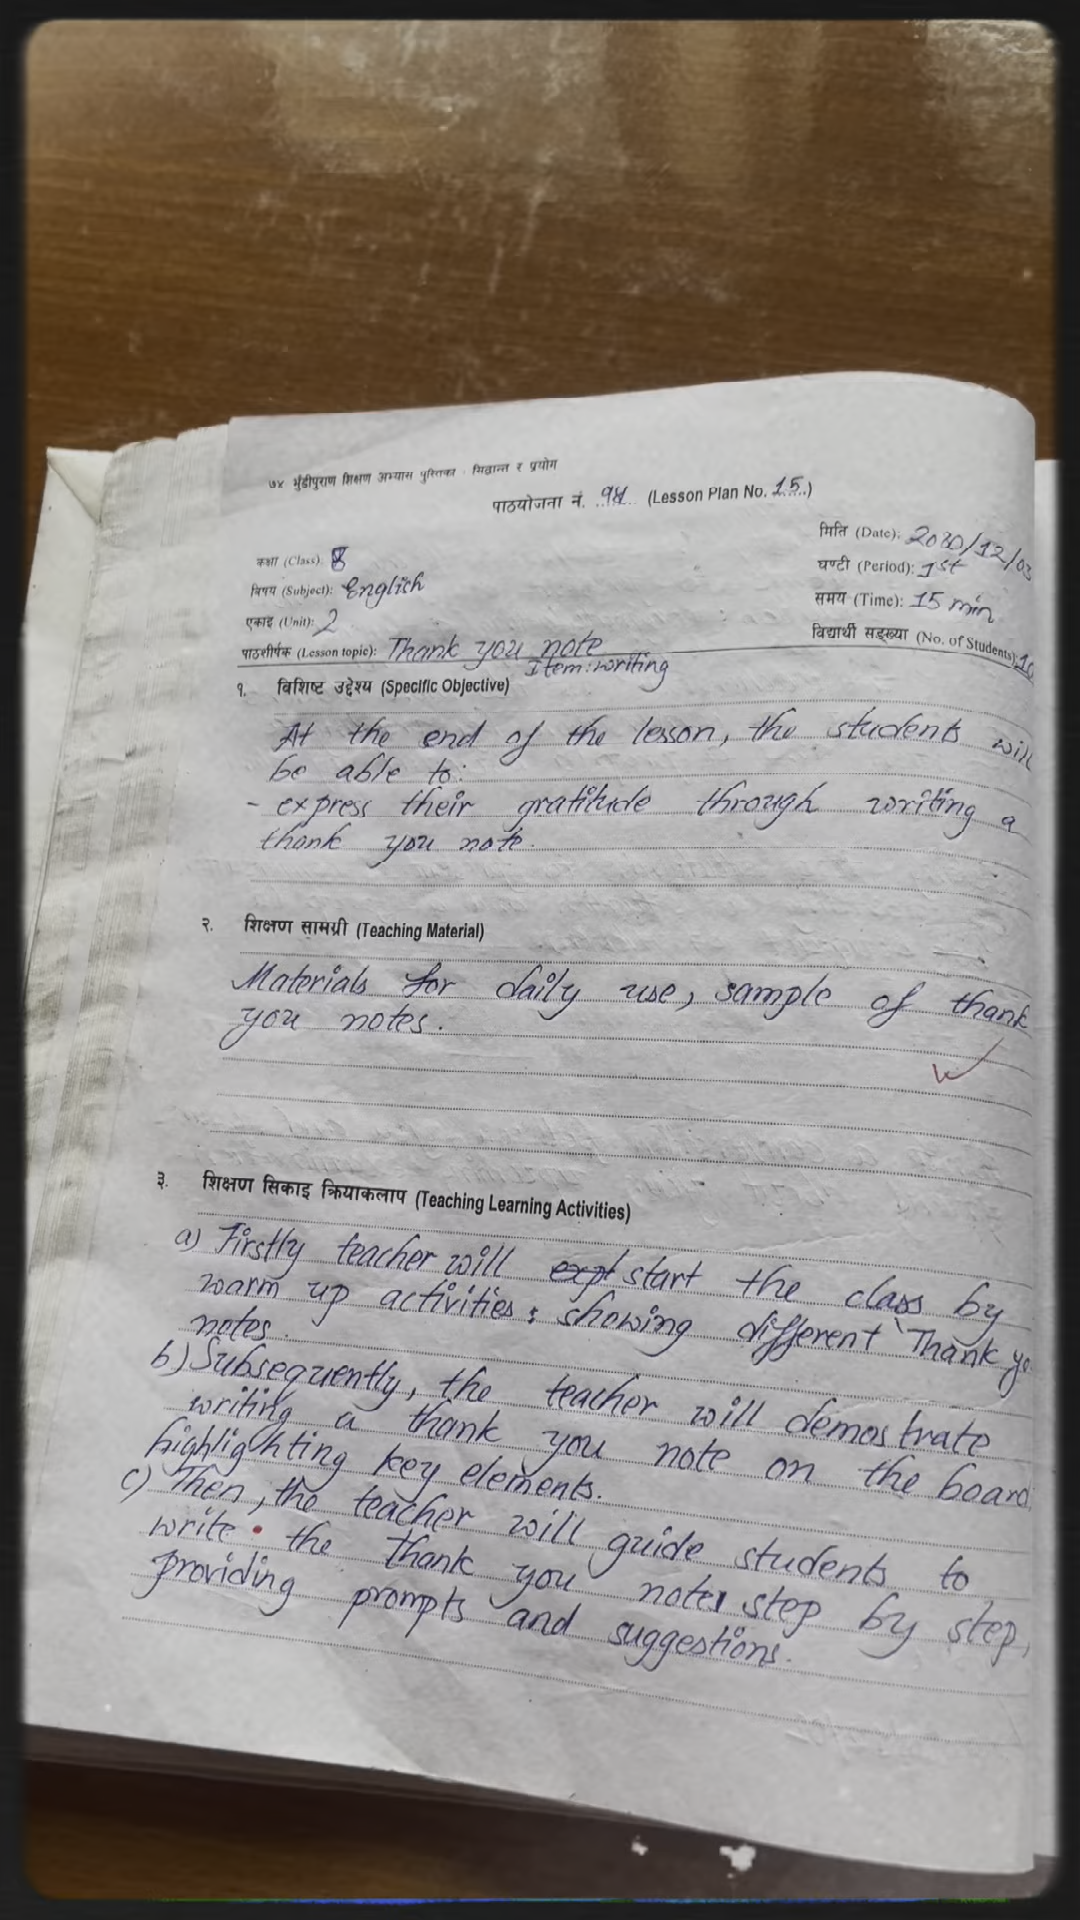 ७४ भुँडीपुराण शिक्षण अभ्यास पुस्तिका : सिद्धान्त र प्रयोग
पाठयोजना नं. १५ (Lesson Plan No. 15.)
मिति (Date): 2080/12/03
कक्षा (Class): 8
घण्टी (Period): 1st
विषय (Subject): English
समय (Time): 15 min
एकाइ (Unit): 2
विद्यार्थी सङ्ख्या (No. of Students):
पाठशीर्षक (Lesson topic): Thank you note
Item: writing
१. विशिष्ट उद्देश्य (Specific Objective)
At the end of the lesson, the students will
be able to:
- express their gratitude through writing a
thank you note.
२. शिक्षण सामग्री (Teaching Material)
Materials for daily use, sample of thank
you notes.
३. शिक्षण सिकाइ क्रियाकलाप (Teaching Learning Activities)
a) Firstly teacher will expl start the class by
warm up activities: showing different 'Thank yo
notes.
b) Subsequently, the teacher will demostrate
writing a thank you note on the board
highlighting key elements.
c) Then, the teacher will guide students to
write the thank you note step by step,
providing prompts and suggestions.